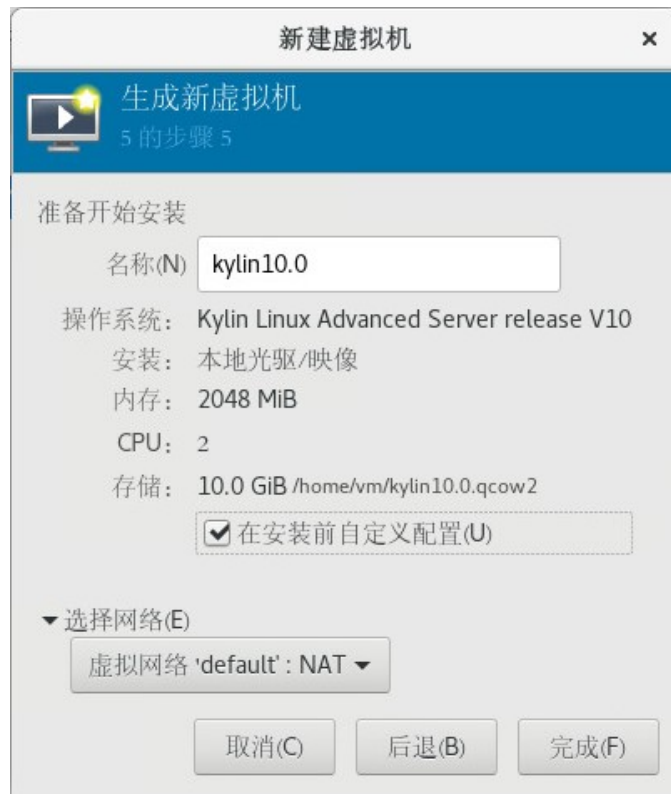 新建虚拟机 ×
生成新虚拟机
5 的步骤 5
准备开始安装
名称(N) kylin10.0
操作系统： Kylin Linux Advanced Server release V10
安装： 本地光驱/映像
内存： 2048 MiB
CPU： 2
存储： 10.0 GiB /home/vm/kylin10.0.qcow2
在安装前自定义配置(U)
选择网络(E)
虚拟网络 'default' : NAT
取消(C) 后退(B) 完成(F)